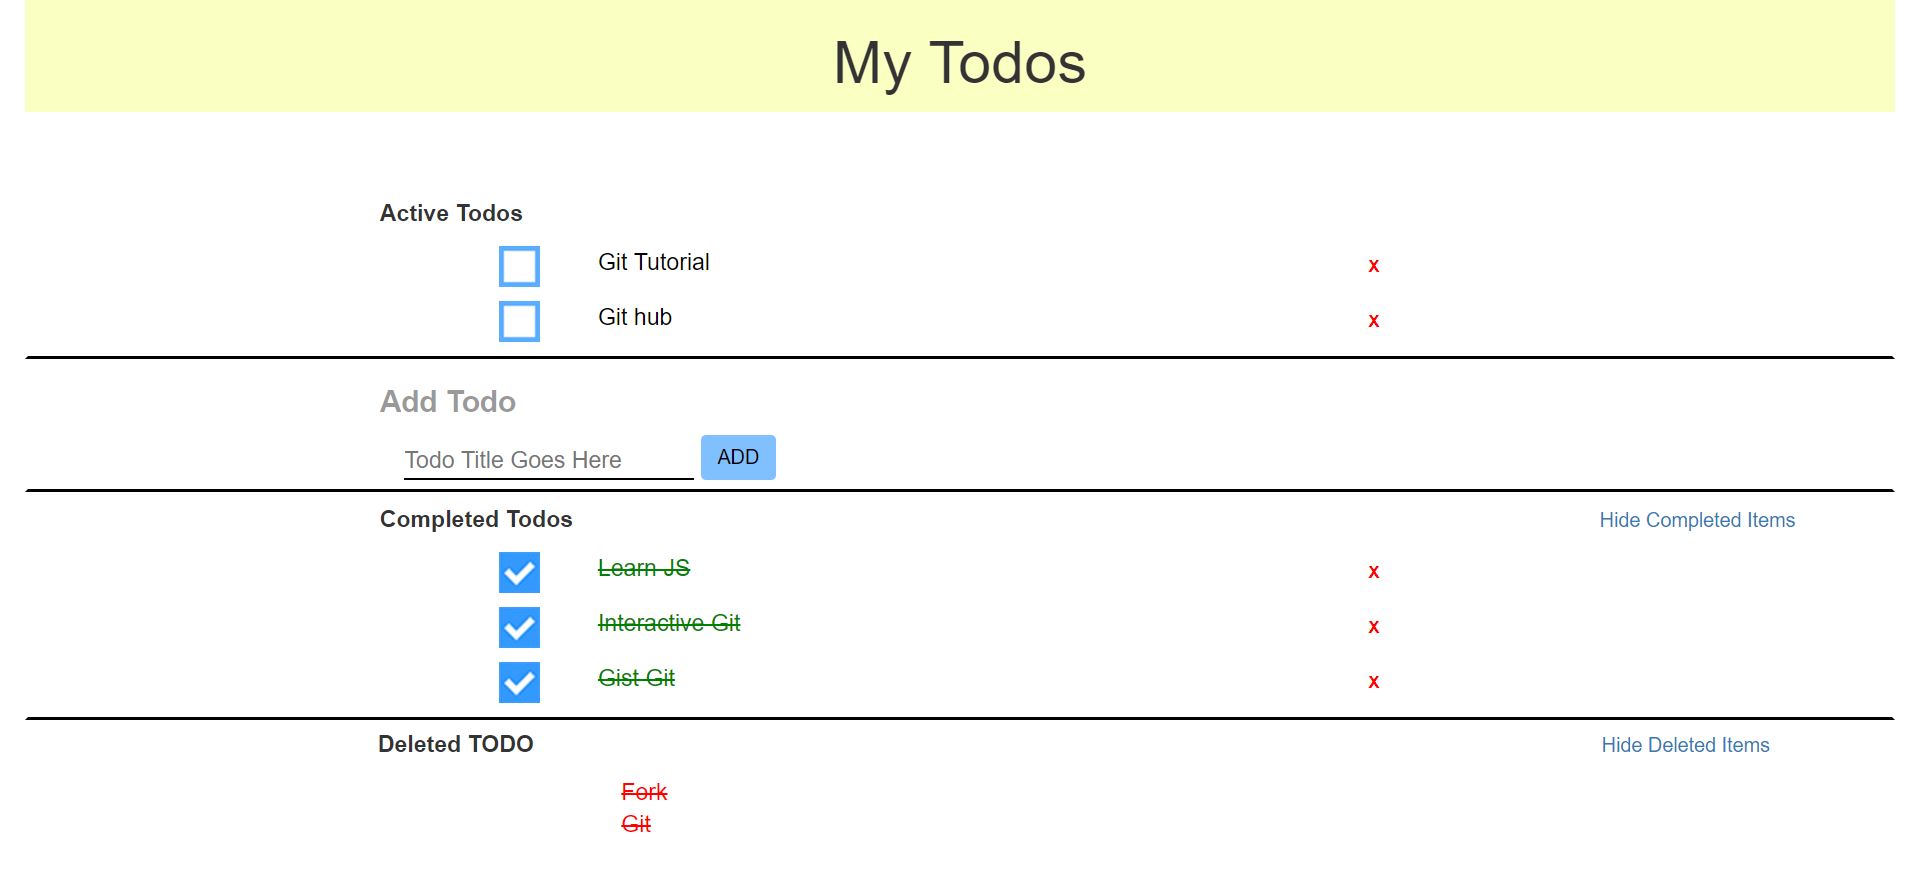 My Todos
Active Todos
Git Tutorial x
Git hub x
Add Todo
Todo Title Goes Here ADD
Completed Todos Hide Completed Items
Learn JS x
Interactive Git x
Gist Git x
Deleted TODO Hide Deleted Items
Fork
Git